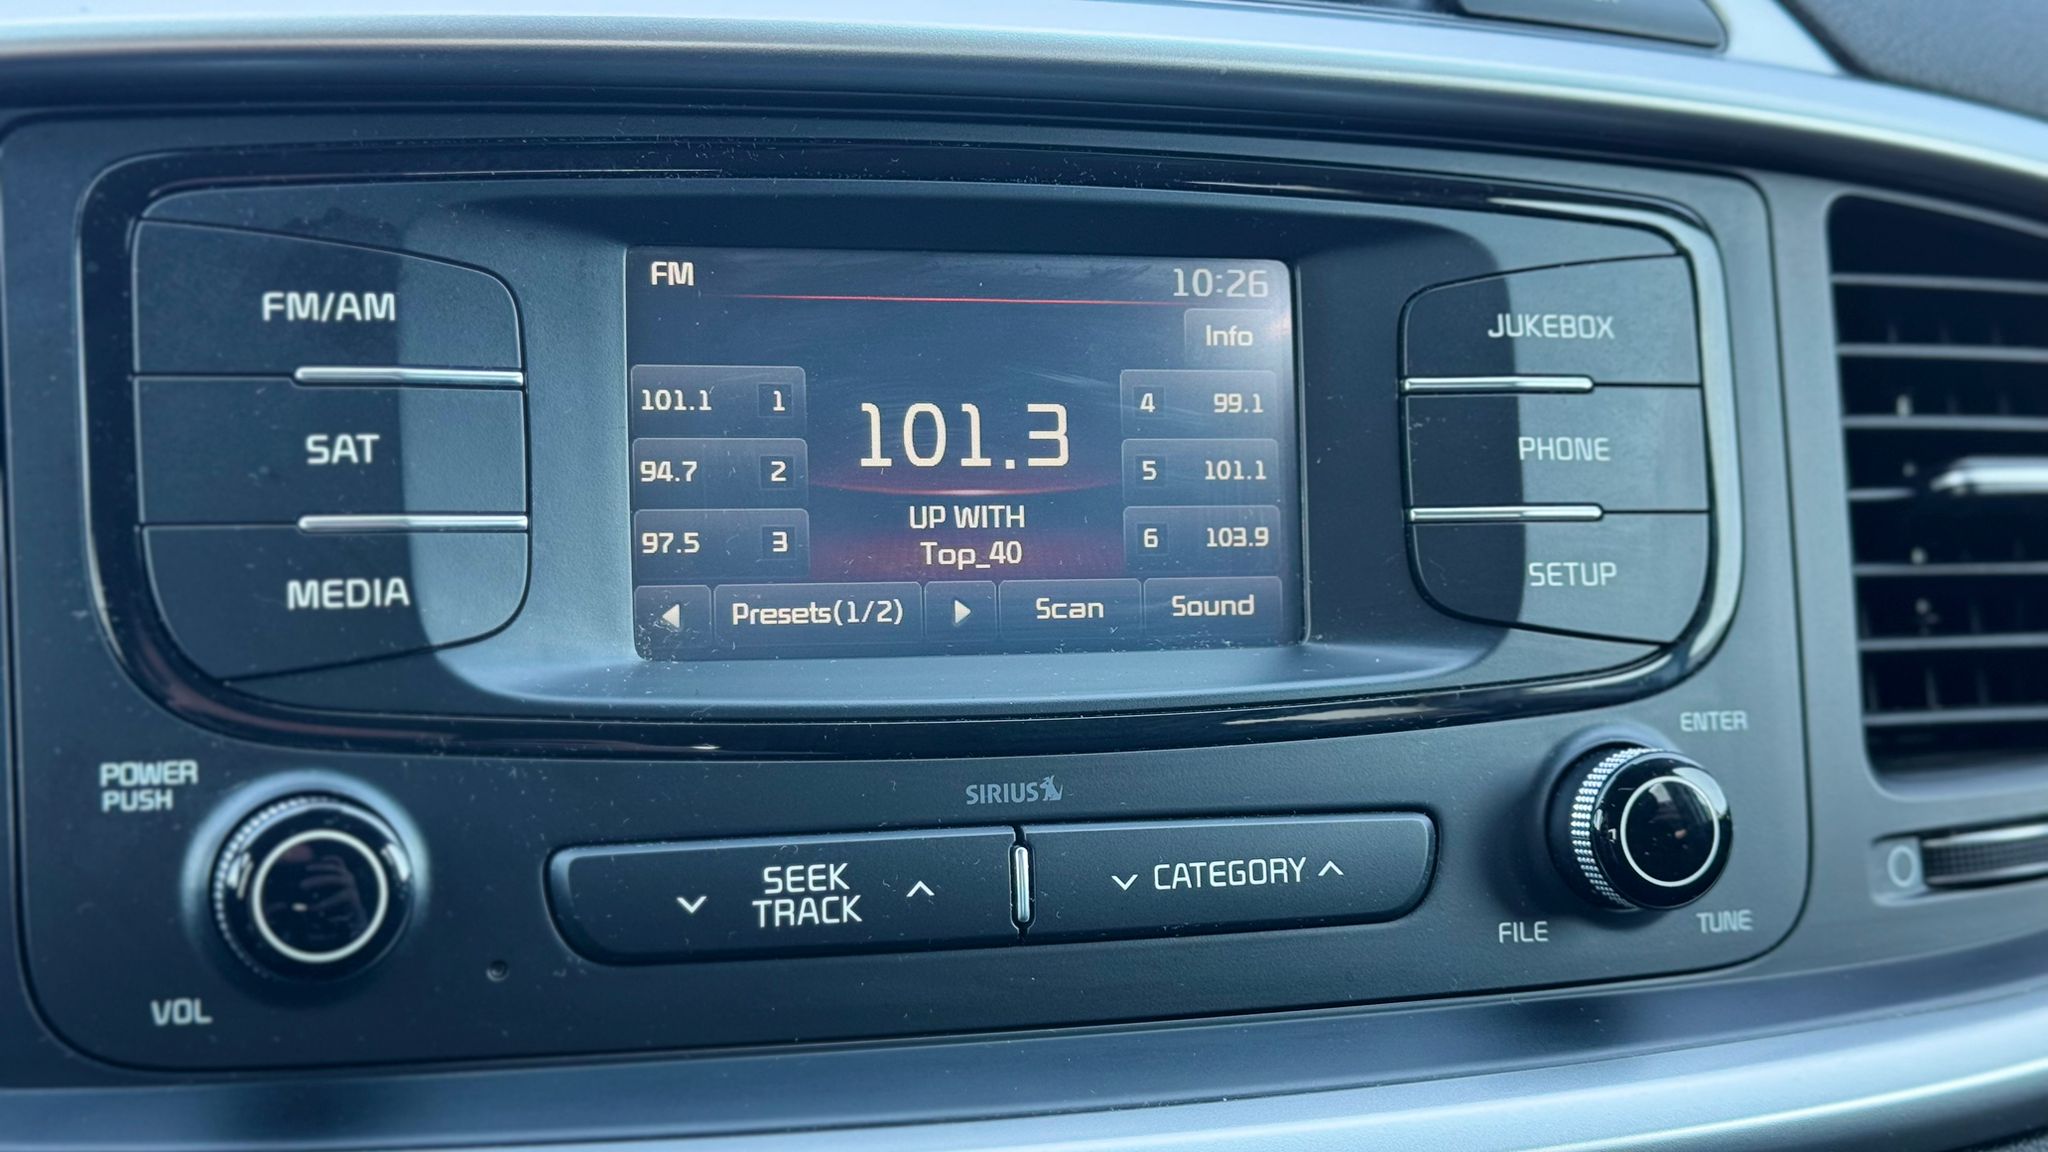 FM/AM
SAT
MEDIA
FM
10:26
Info
101.1 1
94.7 2
97.5 3
101.3
UP WITH
Top_40
4 99.1
5 101.1
6 103.9
Presets(1/2)
Scan
Sound
JUKEBOX
PHONE
SETUP
POWER
PUSH
VOL
SIRIUS
SEEK
TRACK
CATEGORY
ENTER
FILE
TUNE